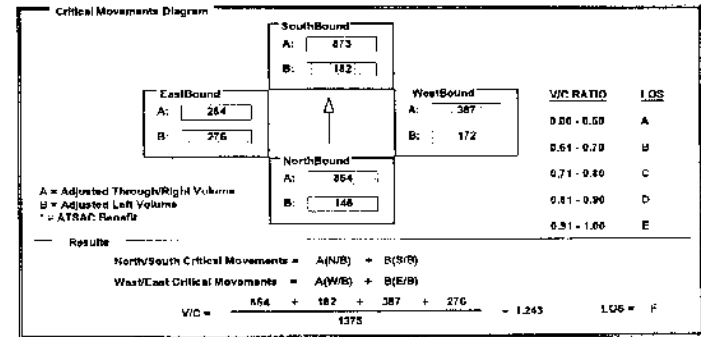 Critical Movements Diagram
SouthBound
A: 873
B: 182
EastBound
A:
B: 276
WestBound
A: 387
B: 172
NorthBound
A: 864
B: 146
V/C RATIO LOS
0.00 - 0.60 A
0.61 - 0.70 B
0.71 - 0.80 C
0.81 - 0.90 D
0.91 - 1.00 E
A = Adjusted Through/Right Volume
B = Adjusted Left Volume
* = ATSAC Benefit
Results
North/South Critical Movements = A(N/B) + B(S/B)
West/East Critical Movements = A(W/B) + B(E/B)
V/C = 864 + 182 + 387 + 276 = 1.243 LOS = F
1375